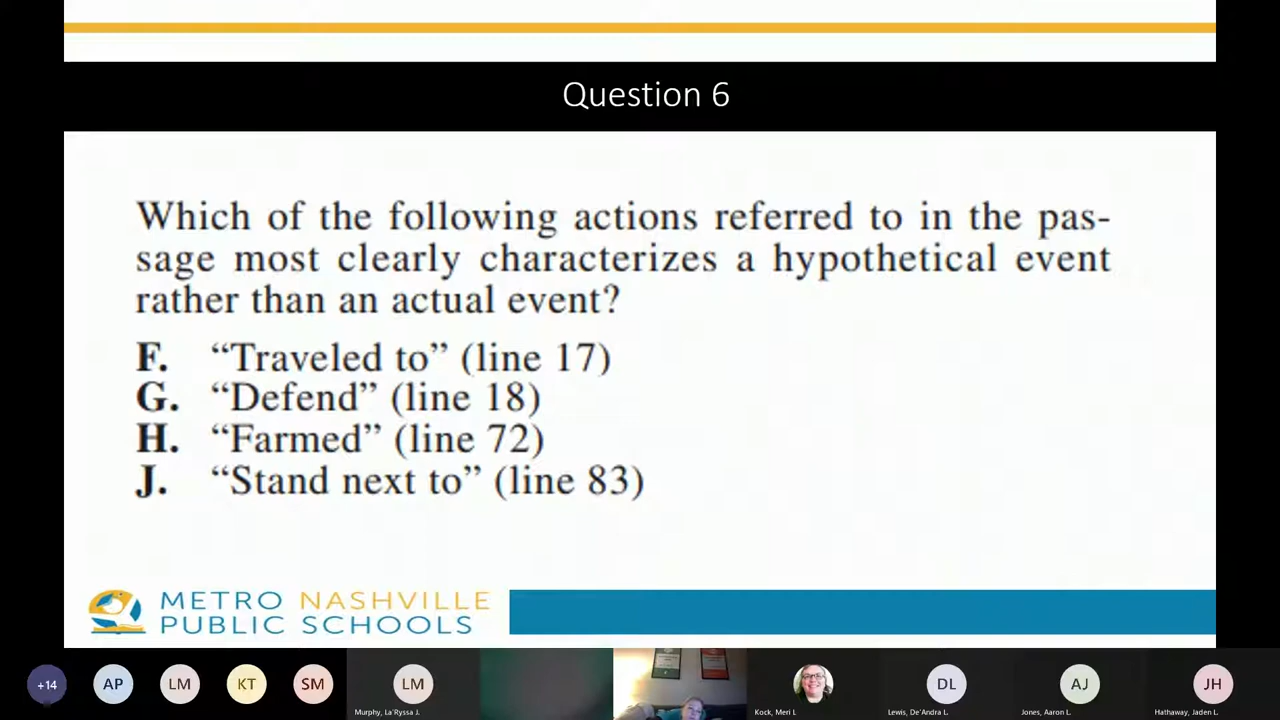 Question 6
Which of the following actions referred to in the pas-
sage most clearly characterizes a hypothetical event
rather than an actual event?
F. “Traveled to” (line 17)
G. “Defend” (line 18)
H. “Farmed” (line 72)
J. “Stand next to” (line 83)
METRO NASHVILLE
PUBLIC SCHOOLS
+14 AP LM KT SM LM DL AJ JH
Murphy, La'Ryssa J. Kock, Meri L Lewis, De'Andra L. Jones, Aaron L. Hathaway, Jaden L.